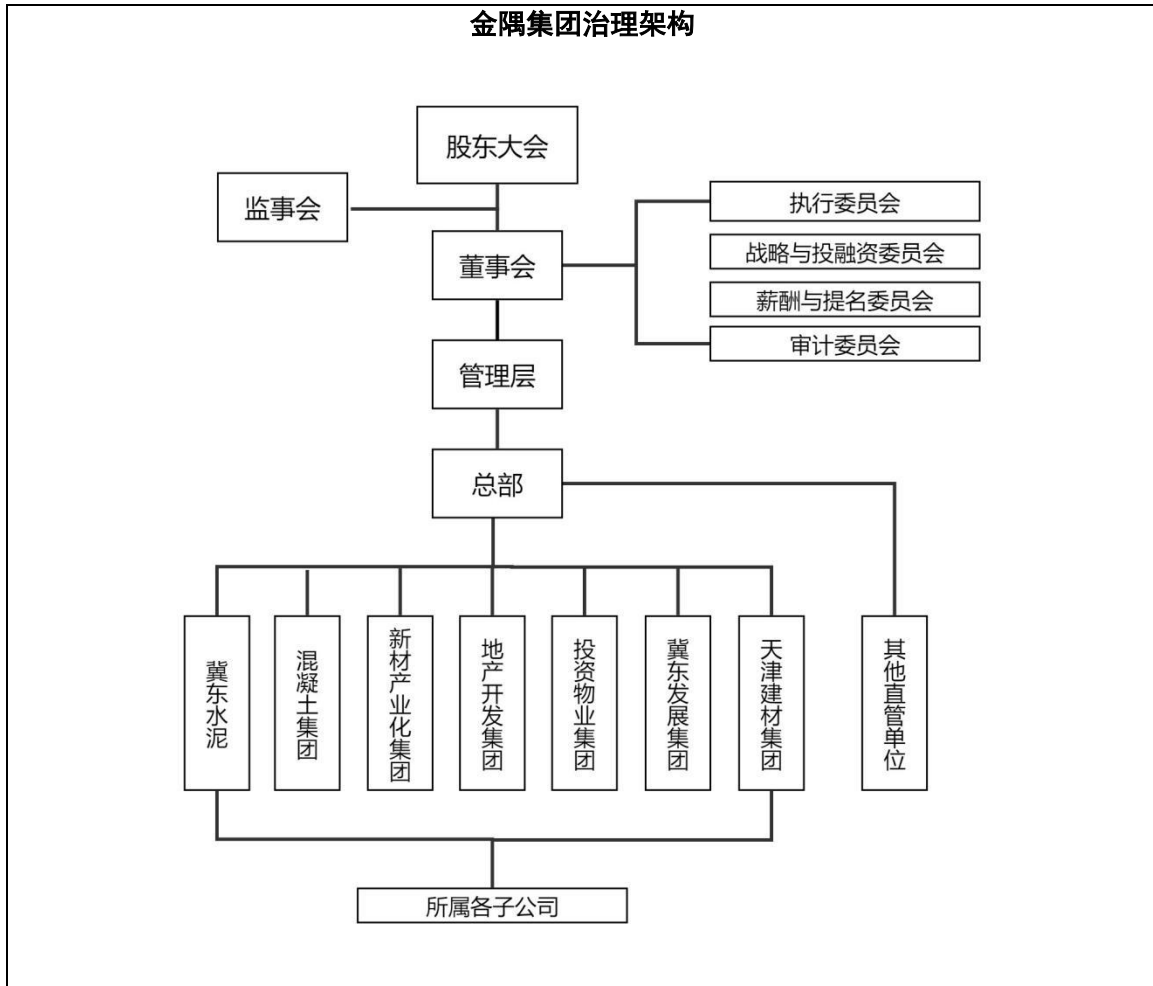 金隅集团治理架构
股东大会
监事会
执行委员会
董事会
战略与投融资委员会
薪酬与提名委员会
审计委员会
管理层
总部
冀东水泥
混凝土集团
新材产业化集团
地产开发集团
投资物业集团
冀东发展集团
天津建材集团
其他直管单位
所属各子公司